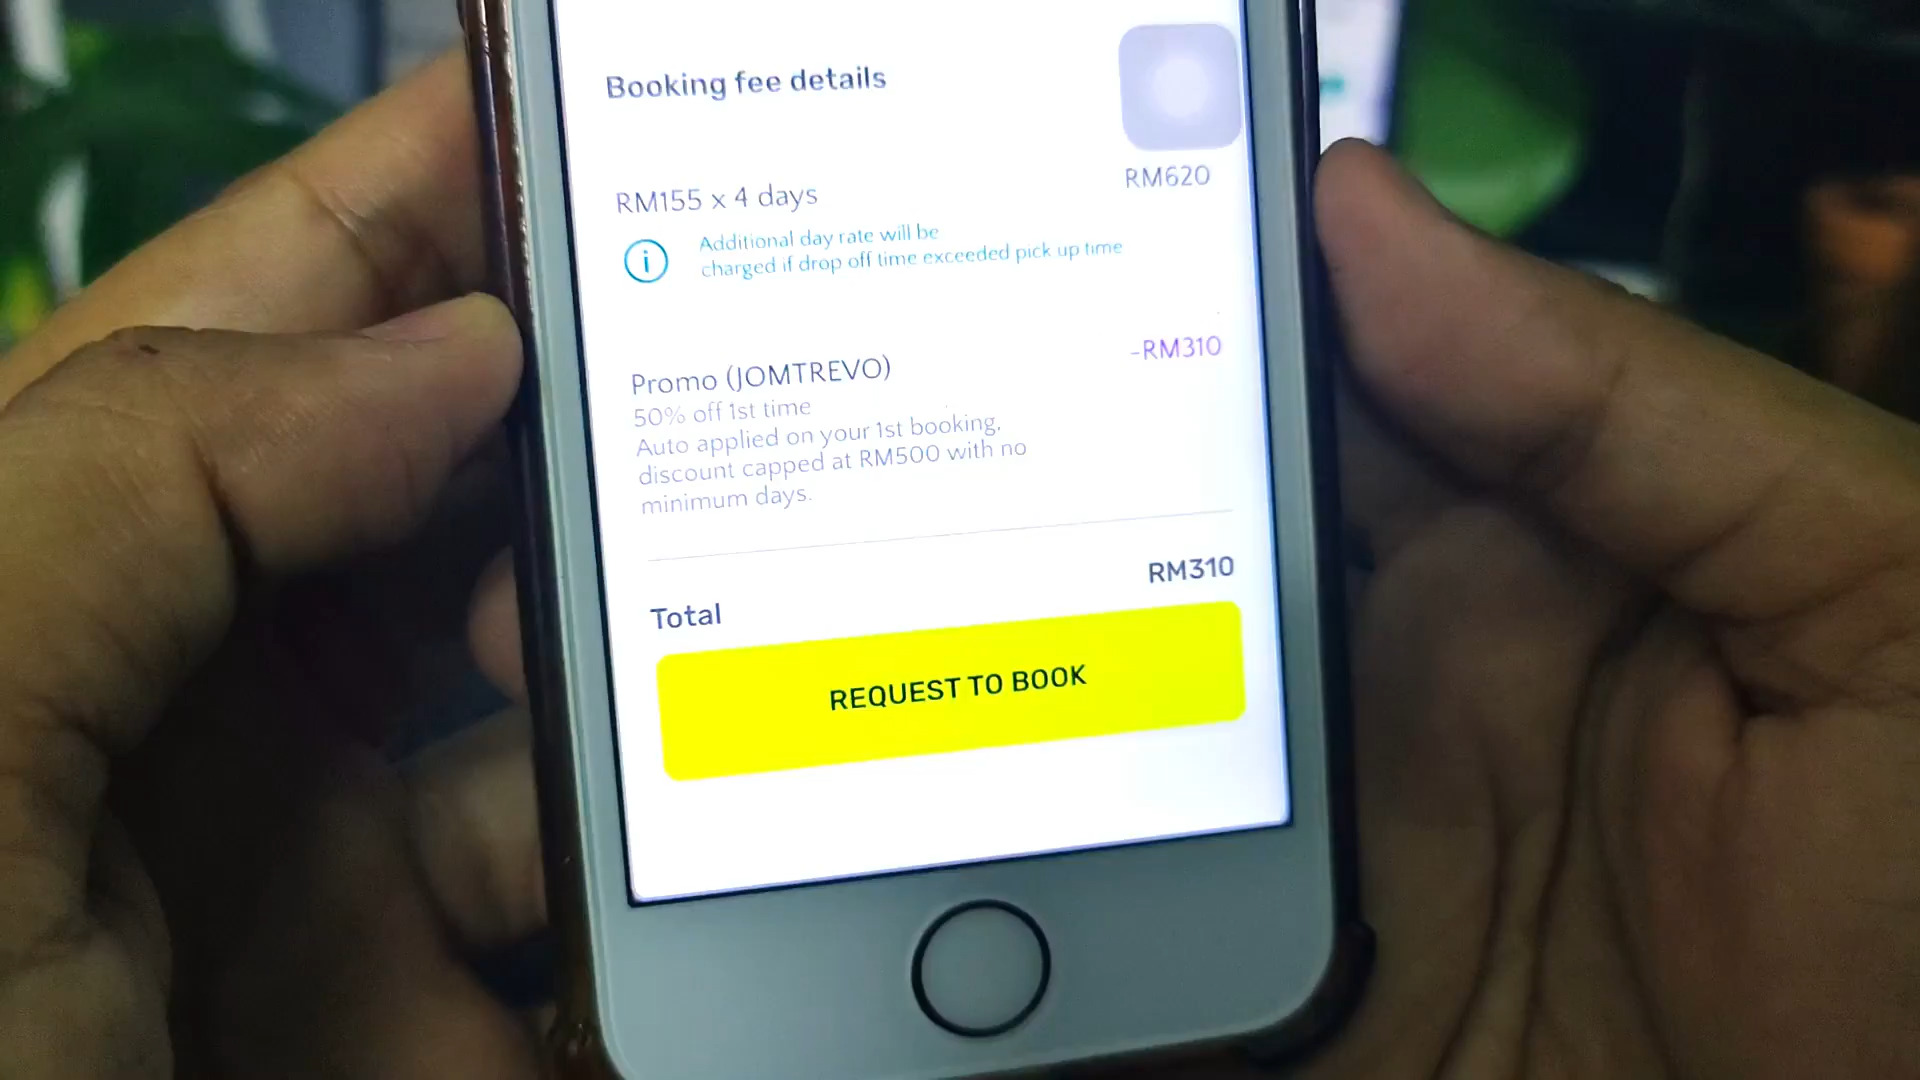 Booking fee details
RM155 x 4 days RM620
i
Additional day rate will be
charged if drop off time exceeded pick up time
Promo (JOMTREVO) -RM310
50% off 1st time
Auto applied on your 1st booking,
discount capped at RM500 with no
minimum days.
Total RM310
REQUEST TO BOOK